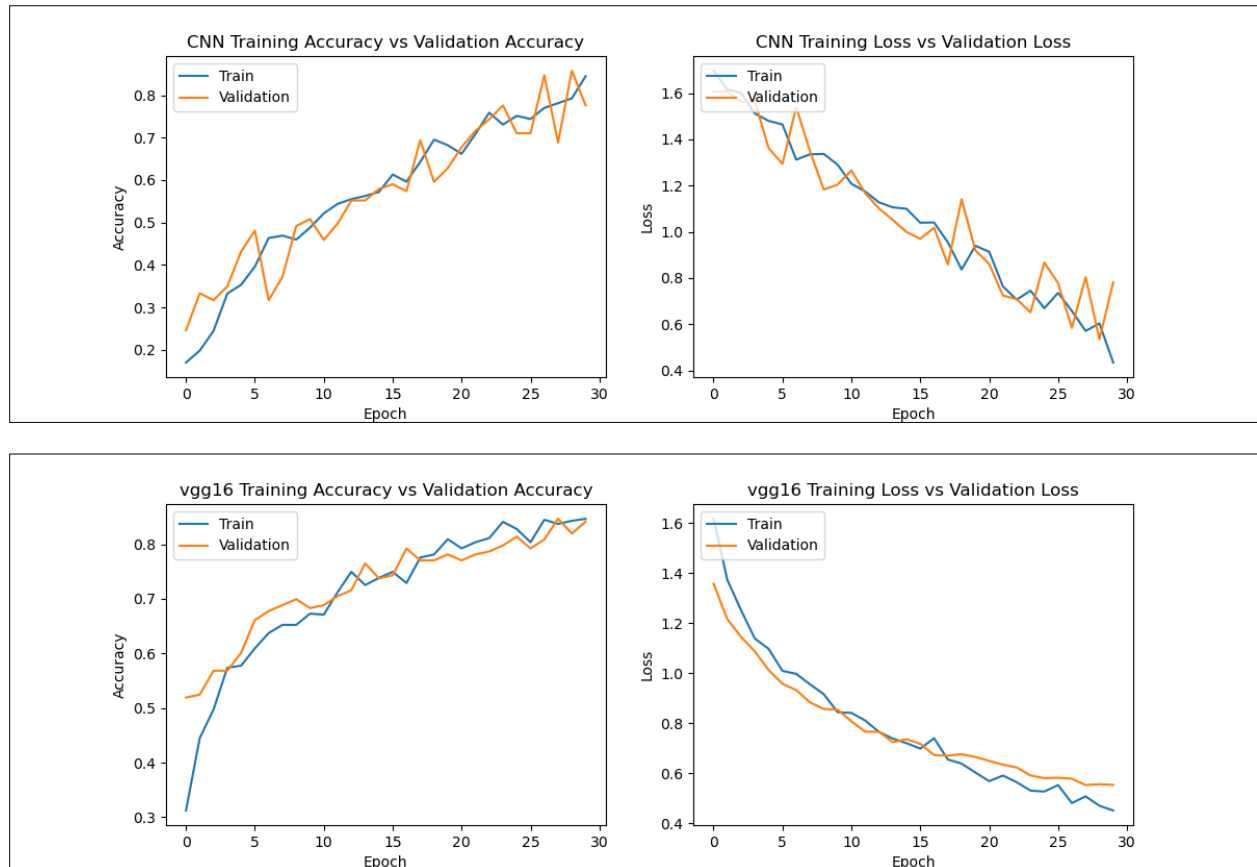 CNN Training Accuracy vs Validation Accuracy
Train
Validation
0.8
0.7
0.6
0.5
0.4
0.3
0.2
Accuracy
0 5 10 15 20 25 30
Epoch
CNN Training Loss vs Validation Loss
Train
Validation
1.6
1.4
1.2
1.0
0.8
0.6
0.4
Loss
0 5 10 15 20 25 30
Epoch
vgg16 Training Accuracy vs Validation Accuracy
Train
Validation
0.8
0.7
0.6
0.5
0.4
0.3
Accuracy
0 5 10 15 20 25 30
Epoch
vgg16 Training Loss vs Validation Loss
Train
Validation
1.6
1.4
1.2
1.0
0.8
0.6
0.4
Loss
0 5 10 15 20 25 30
Epoch